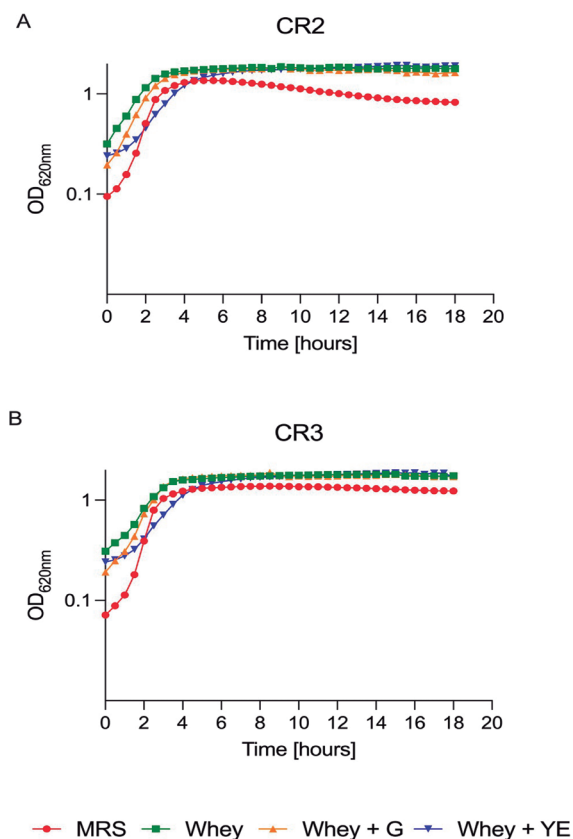 A
CR2
OD620nm
1
0.1
0 2 4 6 8 10 12 14 16 18 20
Time [hours]
B
CR3
OD620nm
1
0.1
0 2 4 6 8 10 12 14 16 18 20
Time [hours]
MRS Whey Whey + G Whey + YE